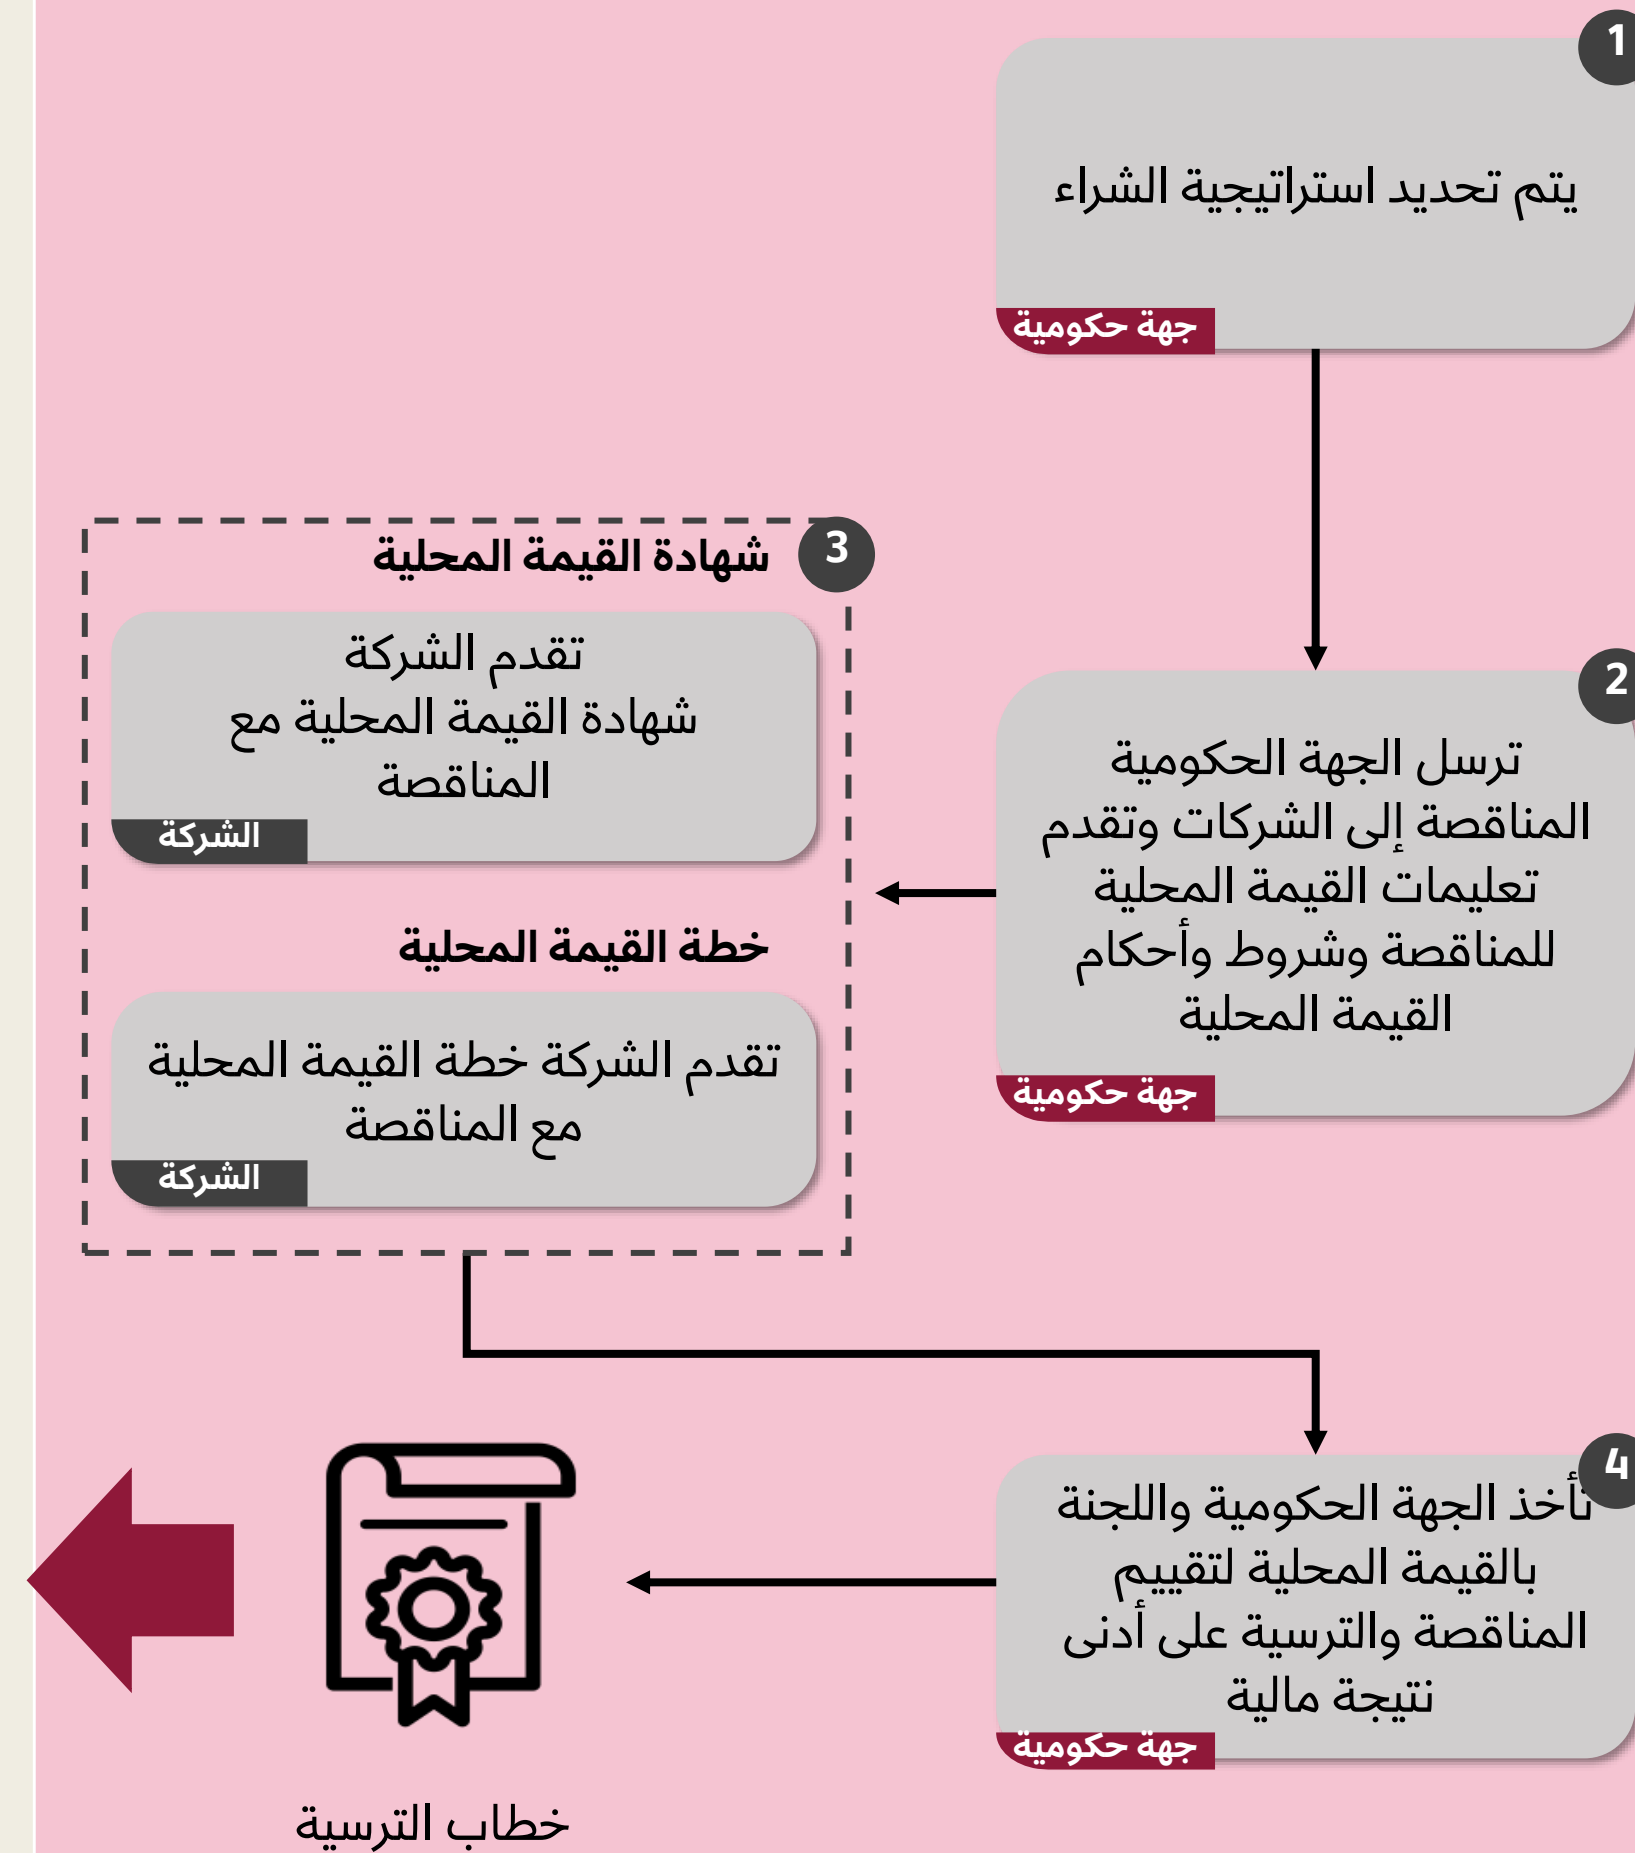 1
يتم تحديد استراتيجية الشراء
جهة حكومية
2
ترسل الجهة الحكومية
المناقصة إلى الشركات وتقدم
تعليمات القيمة المحلية
للمناقصة وشروط وأحكام
القيمة المحلية
جهة حكومية
3
شهادة القيمة المحلية
تقدم الشركة
شهادة القيمة المحلية مع
المناقصة
الشركة
خطة القيمة المحلية
تقدم الشركة خطة القيمة المحلية
مع المناقصة
الشركة
4
تأخذ الجهة الحكومية واللجنة
بالقيمة المحلية لتقييم
المناقصة والترسية على أدنى
نتيجة مالية
جهة حكومية
خطاب الترسية